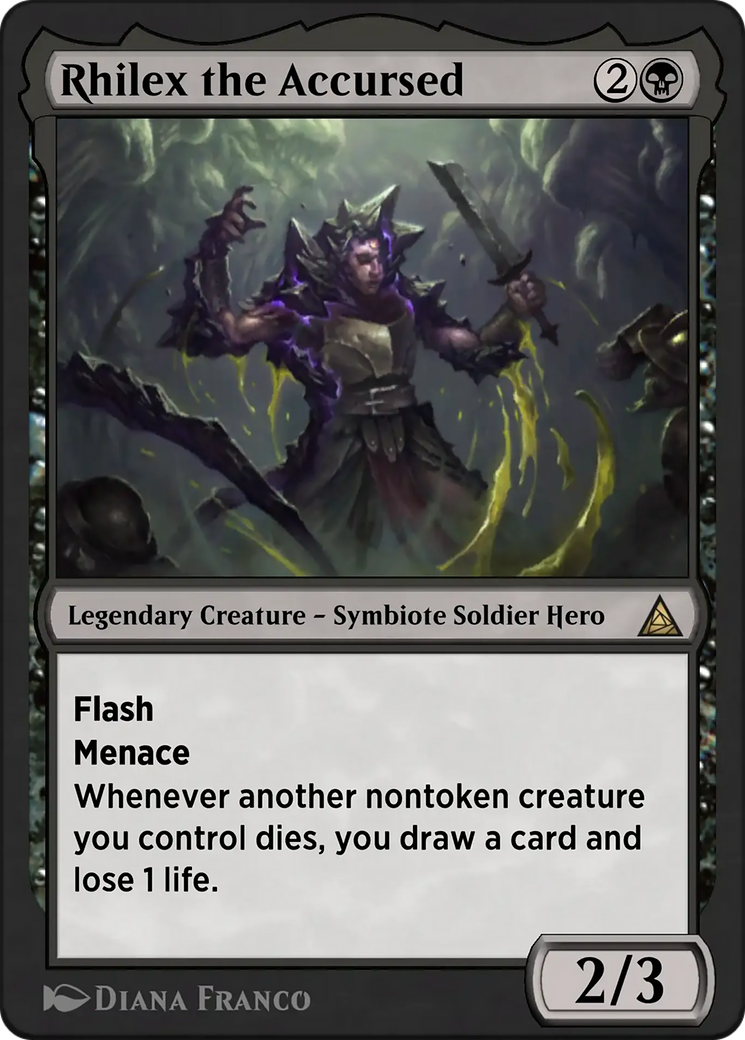 Rhilex the Accursed 2
Legendary Creature – Symbiote Soldier Hero
Flash
Menace
Whenever another nontoken creature
you control dies, you draw a card and
lose 1 life.
2/3
DIANA FRANCO